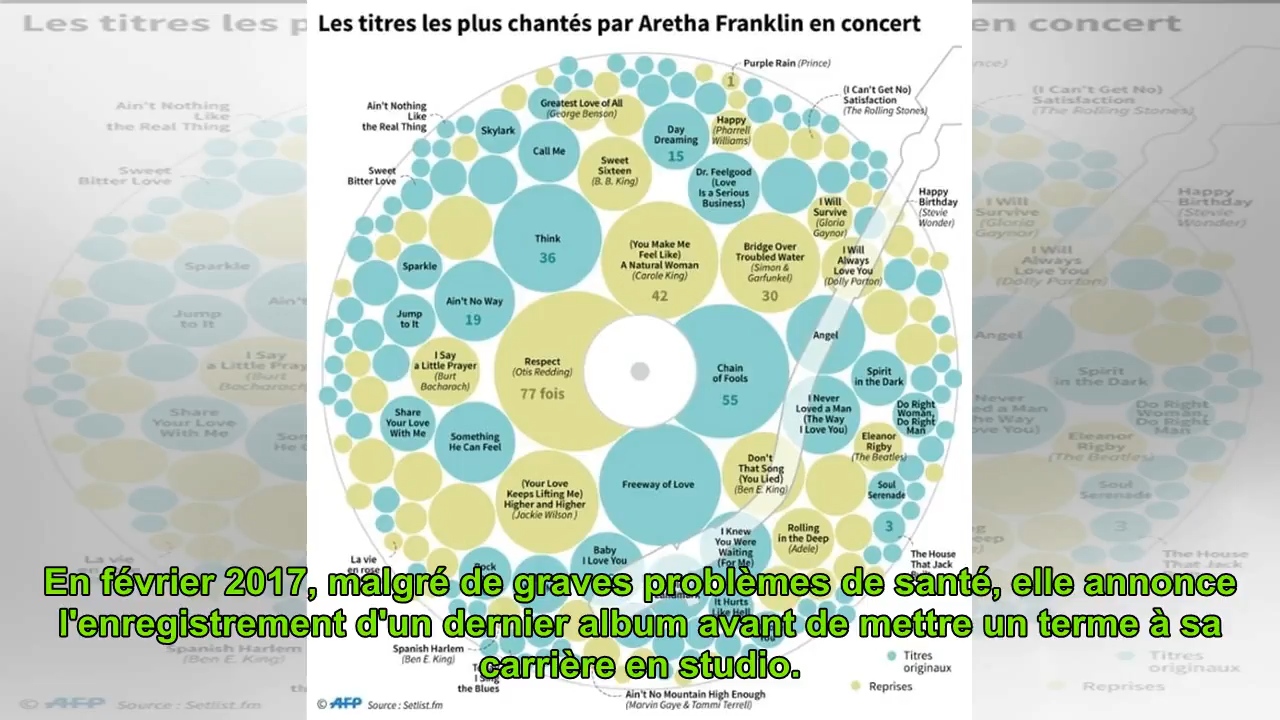 Les titres les plus chantés par Aretha Franklin en concert
Purple Rain (Prince)
1
(I Can't Get No)
Satisfaction
(The Rolling Stones)
Ain't Nothing
Like
the Real Thing
Greatest Love of All
(George Benson)
Skylark
Call Me
Day
Dreaming
15
Happy
(Pharrell
Williams)
Sweet
Bitter Love
Sweet
Sixteen
(B. B. King)
Dr. Feelgood
(Love
Is a Serious
Business)
Happy
Birthday
(Stevie
Wonder)
I Will
Survive
(Gloria
Gaynor)
Think
36
(You Make Me
Feel Like)
A Natural Woman
(Carole King)
42
Bridge Over
Troubled Water
(Simon &
Garfunkel)
30
I Will
Always
Love You
(Dolly Parton)
Sparkle
Ain't No Way
19
Jump
to It
Angel
I Say
a Little Prayer
(Burt
Bacharach)
Respect
(Otis Redding)
77 fois
Chain
of Fools
55
Spirit
in the Dark
Share
Your Love
With Me
Something
He Can Feel
I Never
Loved a Man
(The Way
I Love You)
Do Right
Woman,
Do Right
Man
Eleanor
Rigby
(The Beatles)
(Your Love
Keeps Lifting Me)
Higher and Higher
(Jackie Wilson )
Freeway of Love
Don't
That Song
(You Lied)
(Ben E. King)
Soul
Serenade
3
Rolling
in the Deep
(Adele)
I Knew
You Were
Waiting
(For Me)
Baby
I Love You
La vie
en rose
Rock
The House
That Jack
It Hurts
Like Hell
You
En février 2017, malgré de graves problèmes de santé, elle annonce
l'enregistrement d'un dernier album avant de mettre un terme à sa
carrière en studio.
Spanish Harlem
(Ben E. King)
the Blues
Ain't No Mountain High Enough
(Marvin Gaye & Tammi Terrell)
Titres
originaux
Reprises
© AFP Source : Setlist.fm